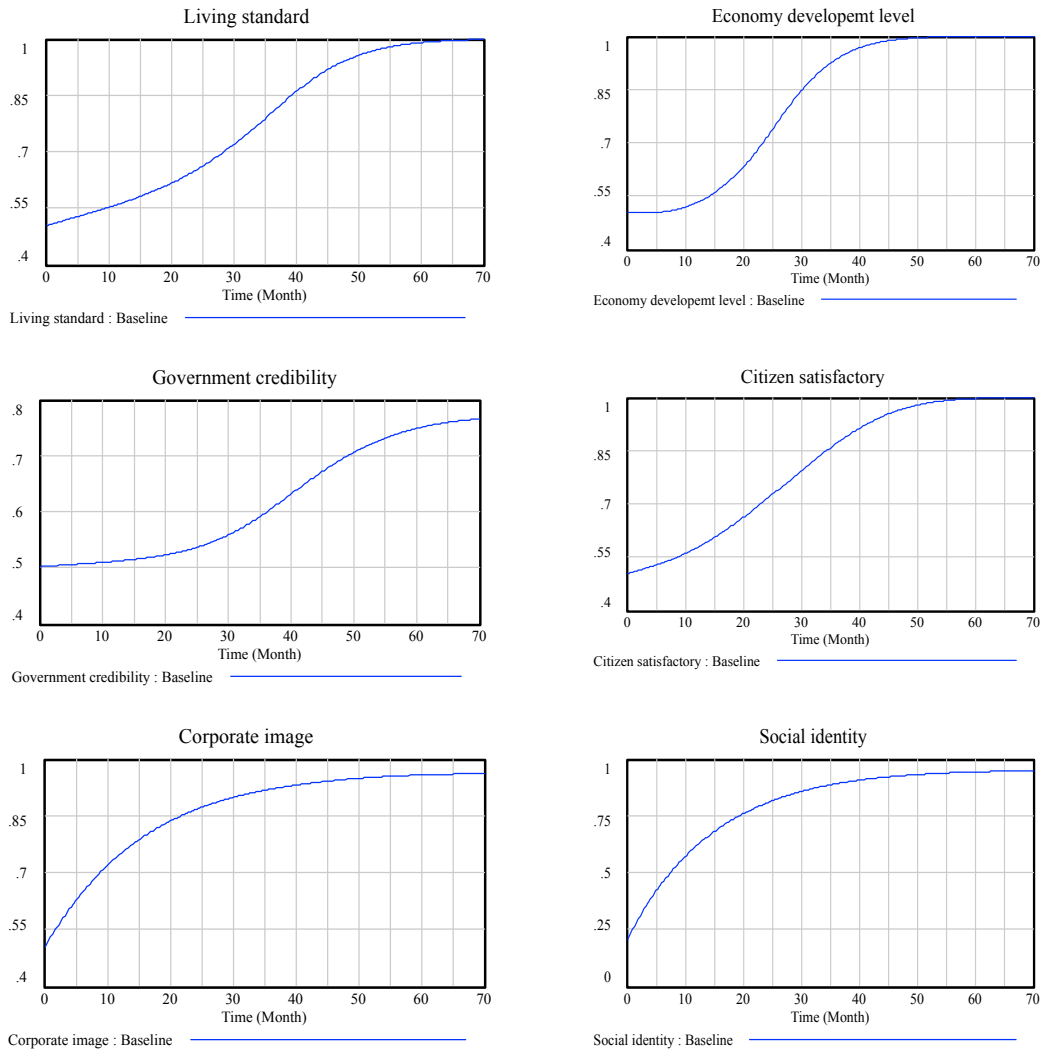 Living standard
1
.85
.7
.55
.4
0 10 20 30 40 50 60 70
Time (Month)
Living standard : Baseline
Economy developemt level
1
.85
.7
.55
.4
0 10 20 30 40 50 60 70
Time (Month)
Economy developemt level : Baseline
Government credibility
.8
.7
.6
.5
.4
0 10 20 30 40 50 60 70
Time (Month)
Government credibility : Baseline
Citizen satisfactory
1
.85
.7
.55
.4
0 10 20 30 40 50 60 70
Time (Month)
Citizen satisfactory : Baseline
Corporate image
1
.85
.7
.55
.4
0 10 20 30 40 50 60 70
Time (Month)
Corporate image : Baseline
Social identity
1
.75
.5
.25
0
0 10 20 30 40 50 60 70
Time (Month)
Social identity : Baseline